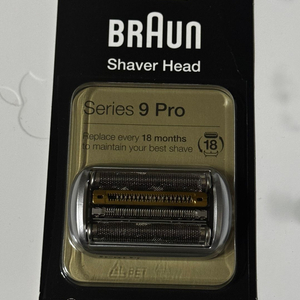 BRAUN
Shaver Head
Series 9 Pro
Replace every 18 months
to maintain your best shave
18